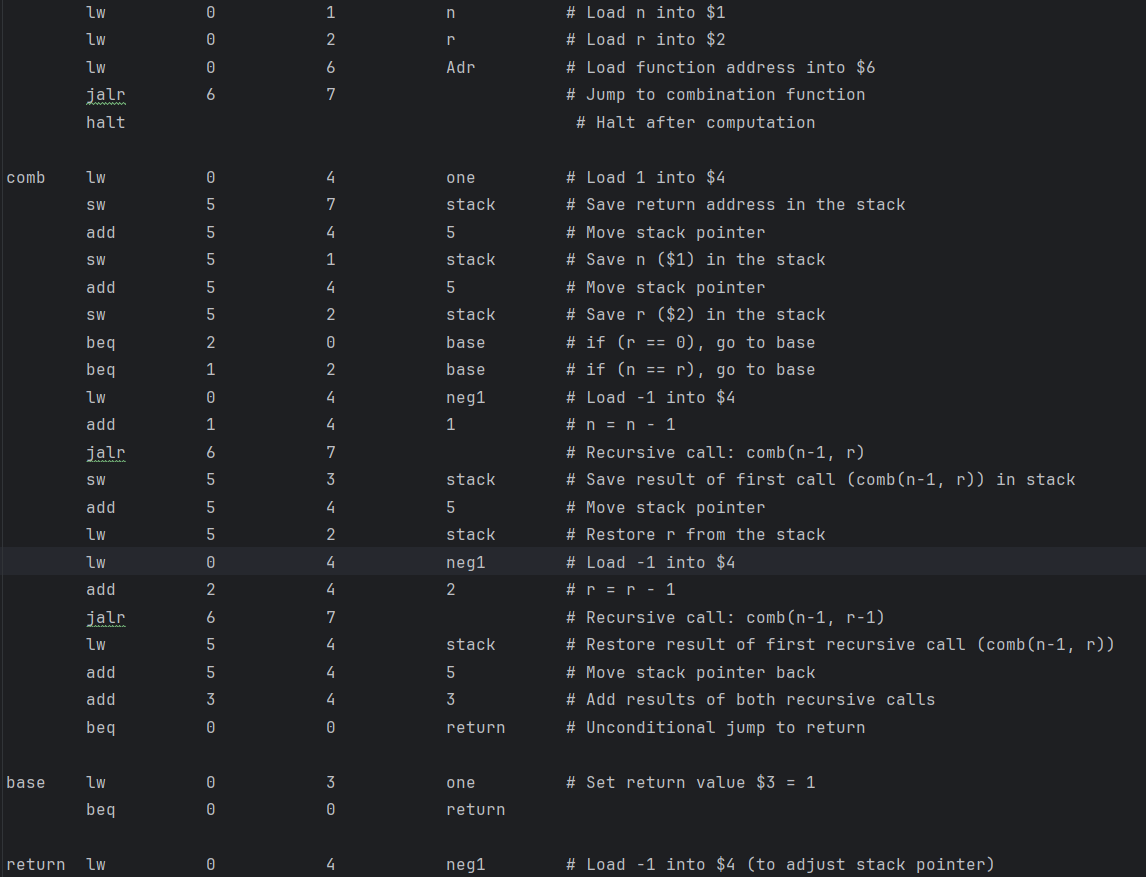 lw 0 1 n # Load n into $1
lw 0 2 r # Load r into $2
lw 0 6 Adr # Load function address into $6
jalr 6 7 # Jump to combination function
halt # Halt after computation
comb lw 0 4 one # Load 1 into $4
sw 5 7 stack # Save return address in the stack
add 5 4 5 # Move stack pointer
sw 5 1 stack # Save n ($1) in the stack
add 5 4 5 # Move stack pointer
sw 5 2 stack # Save r ($2) in the stack
beq 2 0 base # if (r == 0), go to base
beq 1 2 base # if (n == r), go to base
lw 0 4 neg1 # Load -1 into $4
add 1 4 1 # n = n - 1
jalr 6 7 # Recursive call: comb(n-1, r)
sw 5 3 stack # Save result of first call (comb(n-1, r)) in stack
add 5 4 5 # Move stack pointer
lw 5 2 stack # Restore r from the stack
lw 0 4 neg1 # Load -1 into $4
add 2 4 2 # r = r - 1
jalr 6 7 # Recursive call: comb(n-1, r-1)
lw 5 4 stack # Restore result of first recursive call (comb(n-1, r))
add 5 4 5 # Move stack pointer back
add 3 4 3 # Add results of both recursive calls
beq 0 0 return # Unconditional jump to return
base lw 0 3 one # Set return value $3 = 1
beq 0 0 return
return lw 0 4 neg1 # Load -1 into $4 (to adjust stack pointer)